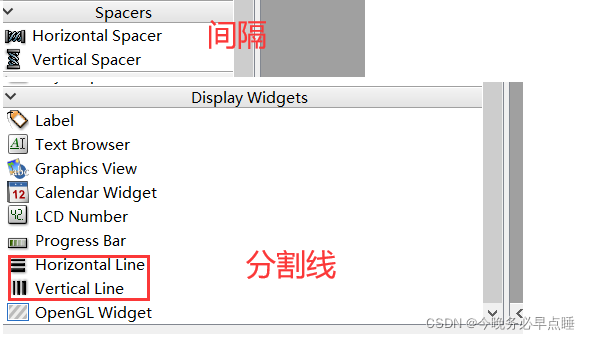 Spacers
Horizontal Spacer
间隔
Vertical Spacer
Display Widgets
Label
Text Browser
Graphics View
Calendar Widget
LCD Number
Progress Bar
Horizontal Line
分割线
Vertical Line
OpenGL Widget
CSDN @今晚务必早点睡